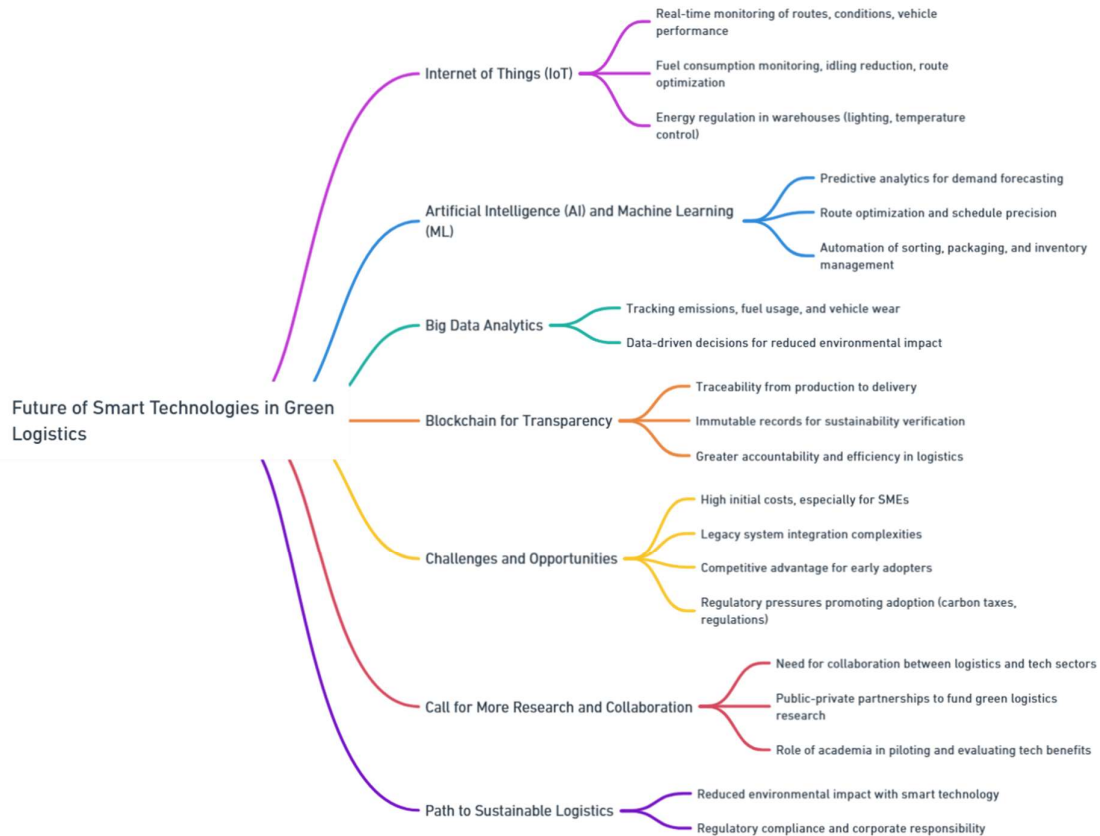 Real-time monitoring of routes, conditions, vehicle
performance
Internet of Things (IoT)
Fuel consumption monitoring, idling reduction, route
optimization
Energy regulation in warehouses (lighting, temperature
control)
Artificial Intelligence (AI) and Machine Learning
(ML)
Predictive analytics for demand forecasting
Route optimization and schedule precision
Automation of sorting, packaging, and inventory
management
Big Data Analytics
Tracking emissions, fuel usage, and vehicle wear
Data-driven decisions for reduced environmental impact
Future of Smart Technologies in Green
Logistics
Blockchain for Transparency
Traceability from production to delivery
Immutable records for sustainability verification
Greater accountability and efficiency in logistics
Challenges and Opportunities
High initial costs, especially for SMEs
Legacy system integration complexities
Competitive advantage for early adopters
Regulatory pressures promoting adoption (carbon taxes,
regulations)
Call for More Research and Collaboration
Need for collaboration between logistics and tech sectors
Public-private partnerships to fund green logistics
research
Role of academia in piloting and evaluating tech benefits
Path to Sustainable Logistics
Reduced environmental impact with smart technology
Regulatory compliance and corporate responsibility